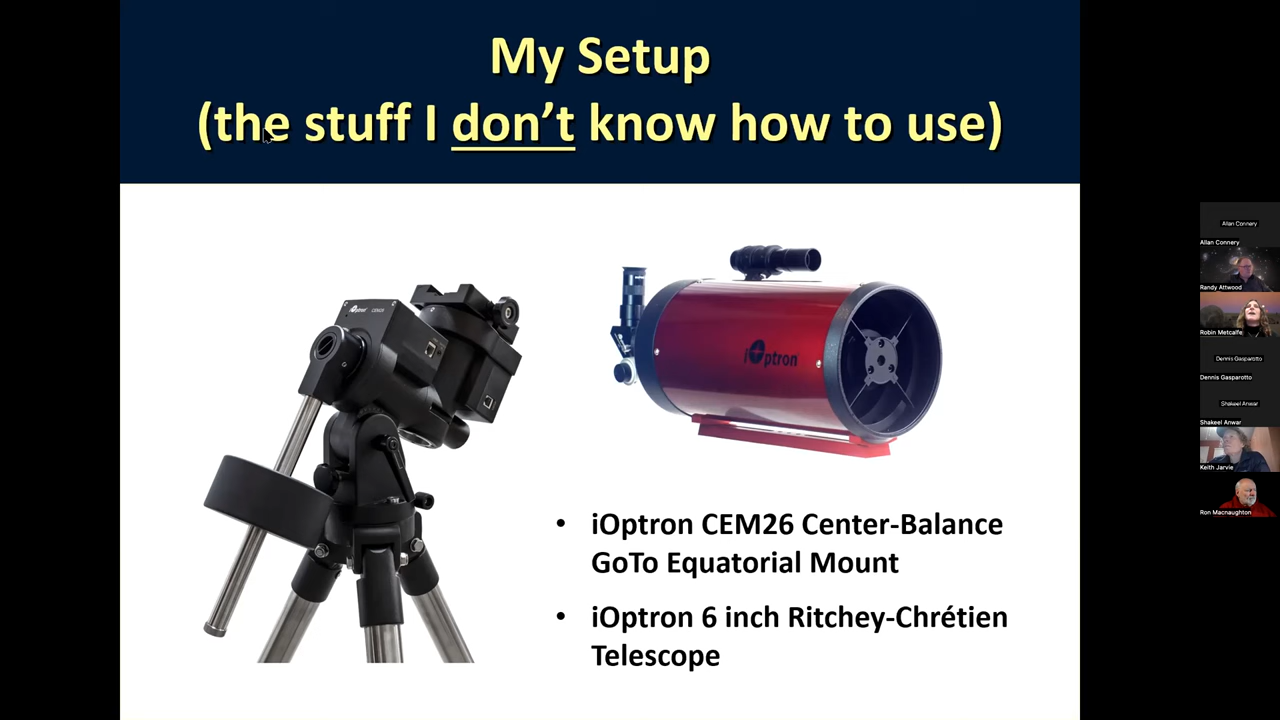 My Setup
(the stuff I don't know how to use)
iOptron CEM26
iOptron
• iOptron CEM26 Center-Balance
GoTo Equatorial Mount
• iOptron 6 inch Ritchey-Chrétien
Telescope
Allan Connery
Allan Connery
Randy Attwood
Robin Metcalfe
Dennis Gasparotto
Dennis Gasparotto
Shakeel Anwar
Shakeel Anwar
Keith Jarvie
Ron Macnaughton